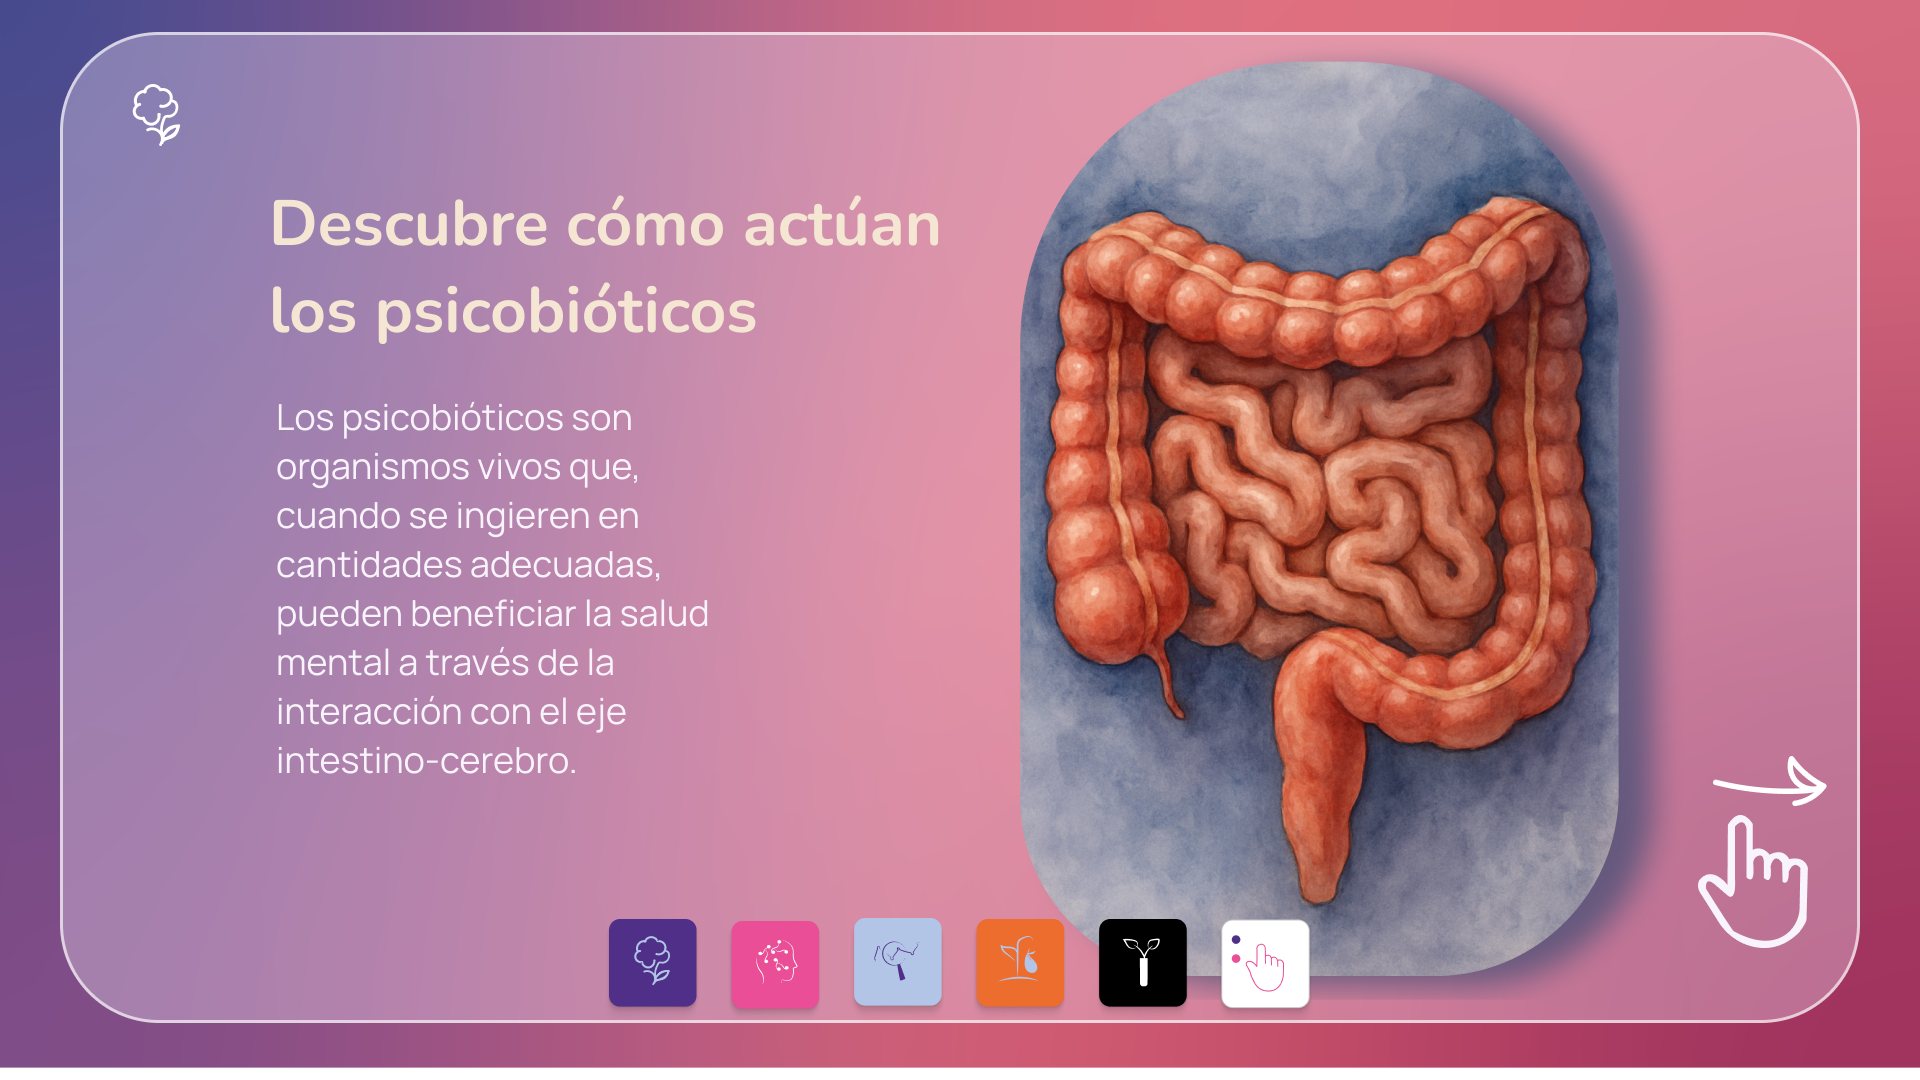 Descubre cómo actúan
los psicobióticos
Los psicobióticos son
organismos vivos que,
cuando se ingieren en
cantidades adecuadas,
pueden beneficiar la salud
mental a través de la
interacción con el eje
intestino-cerebro.